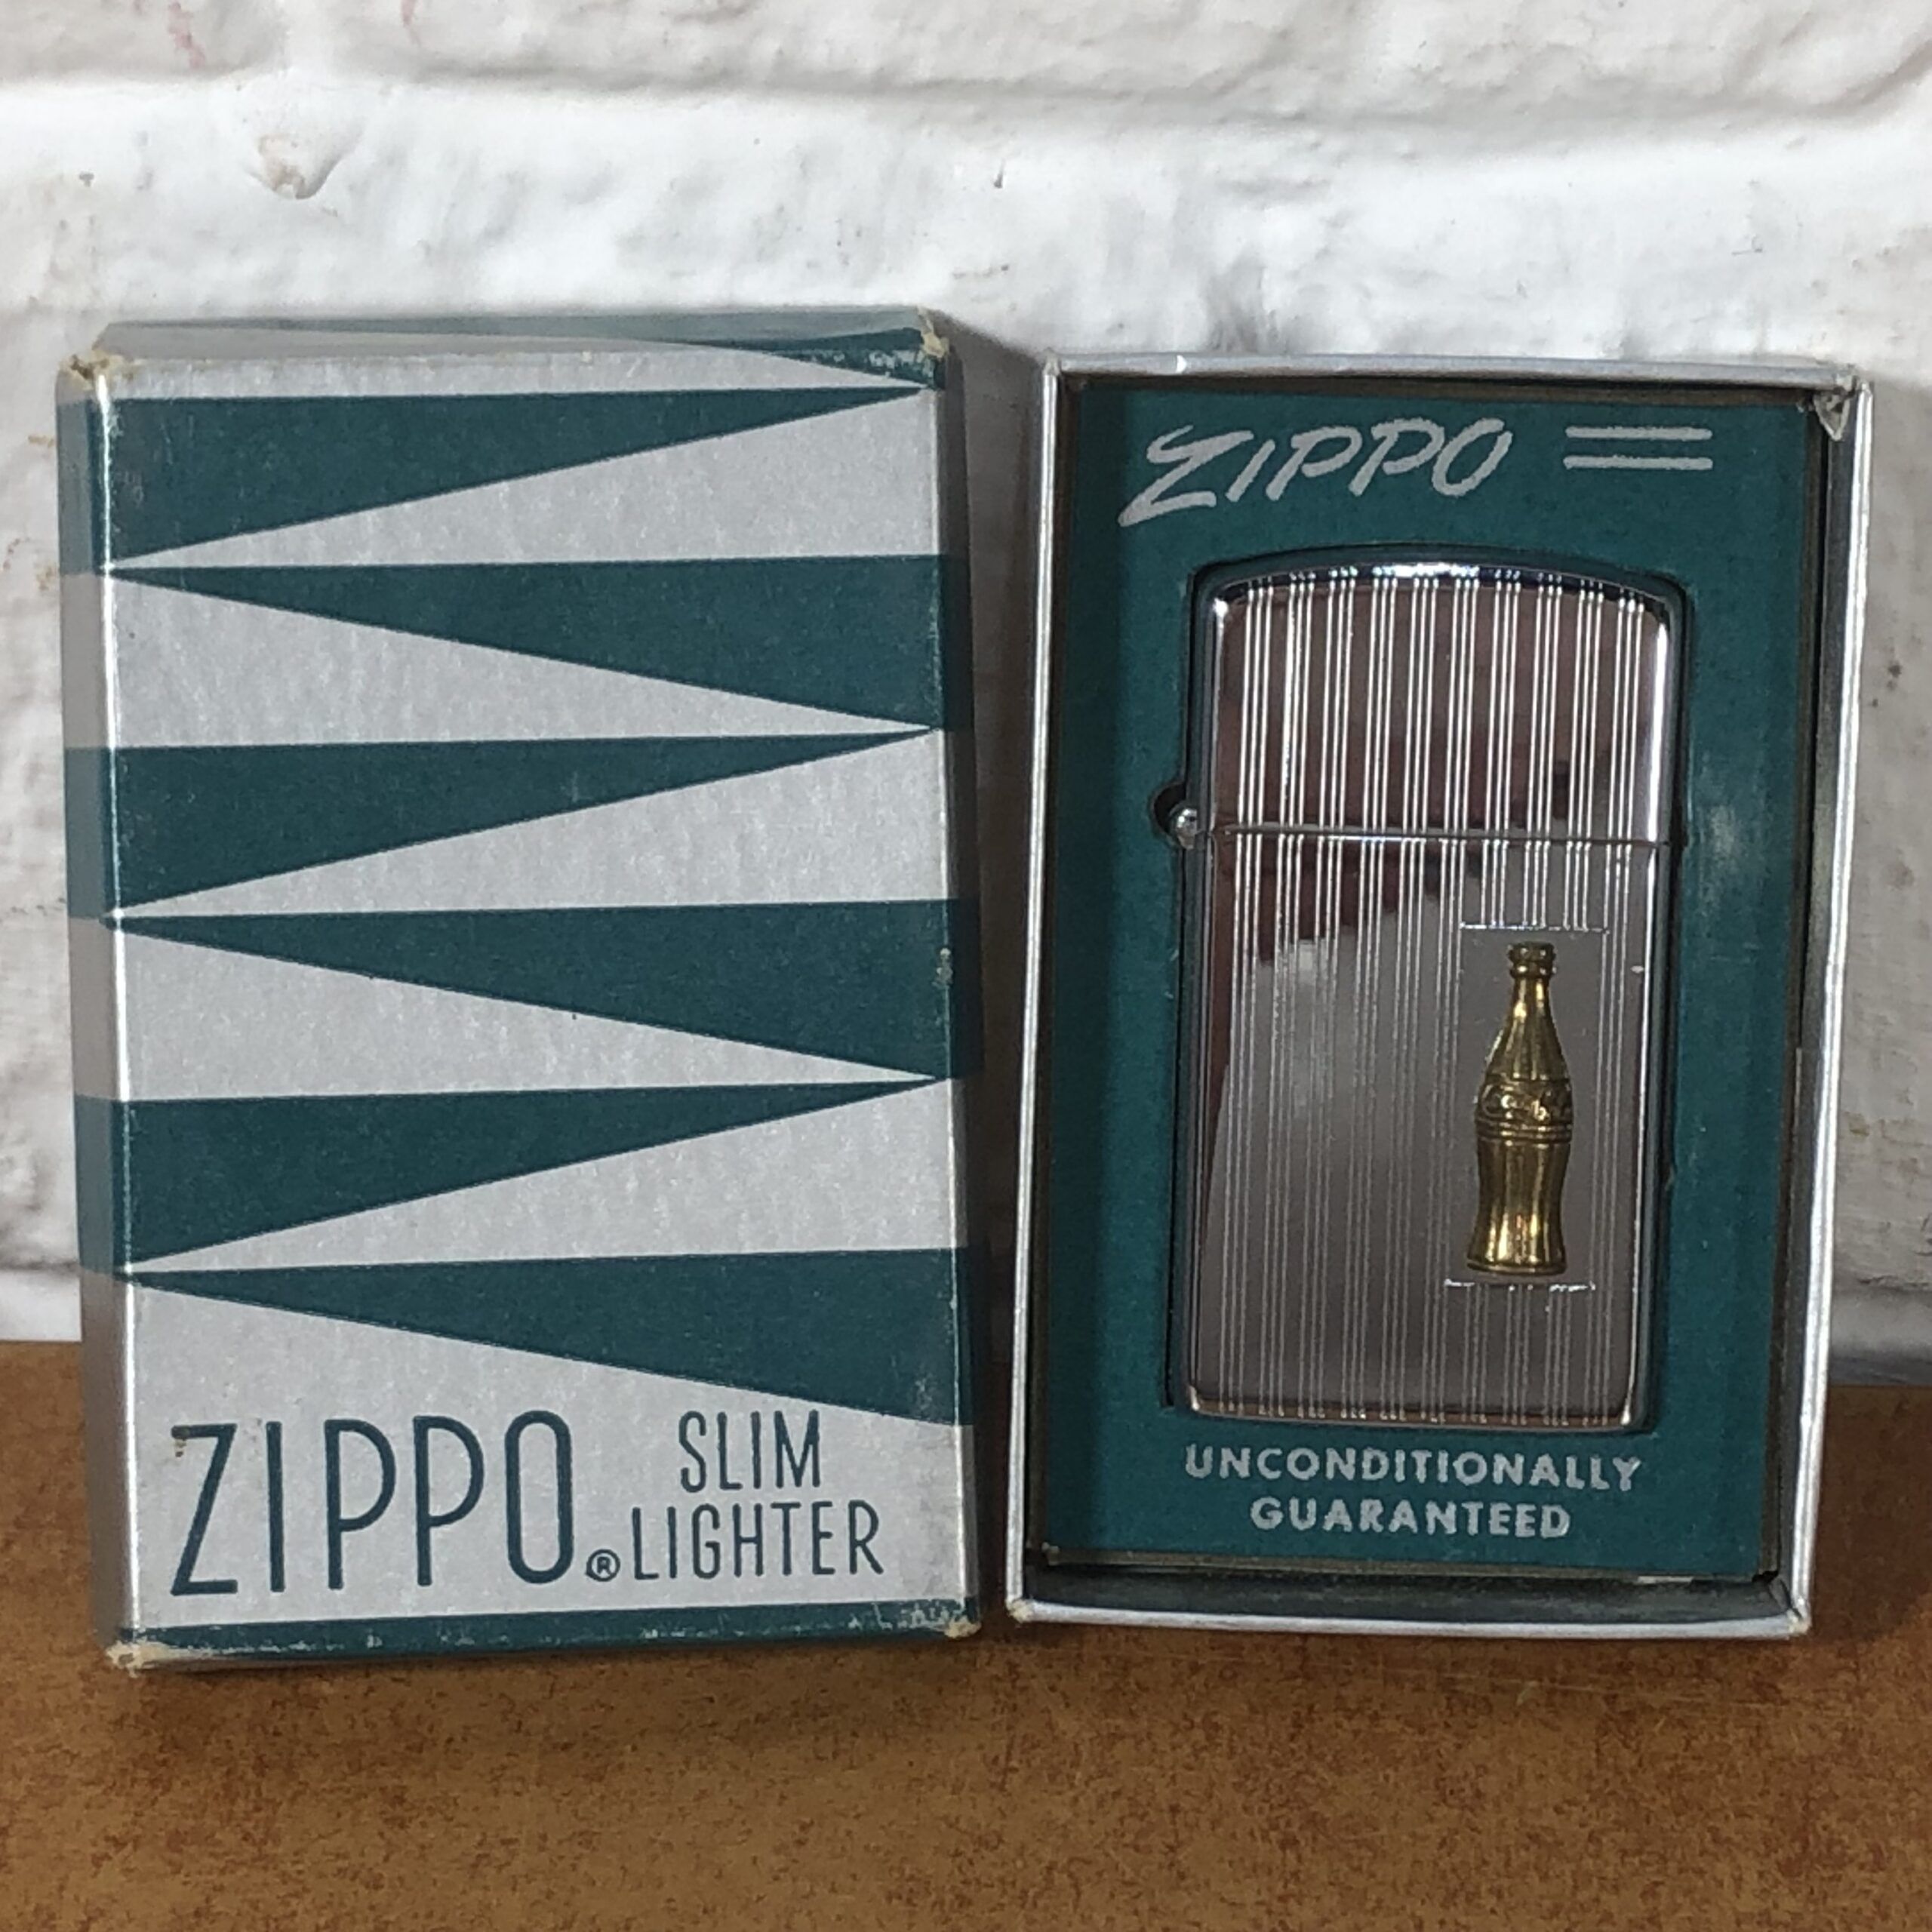 ZIPPO® SLIM
LIGHTER
ZIPPO
UNCONDITIONALLY
GUARANTEED